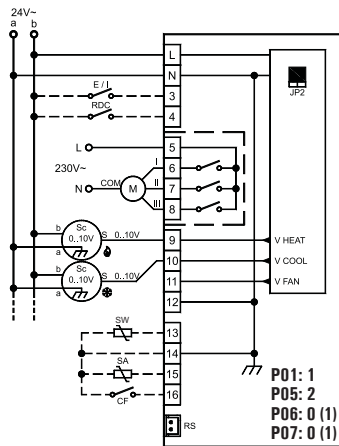 24V~
a b
L
N
JP2
E / I
3
RDC
4
L
5
230V~
I
6
COM
M
II
7
N
III
8
b
Sc
0..10V
S 0..10V
9
V HEAT
a
10
V COOL
b
Sc
0..10V
S 0..10V
11
V FAN
a
12
SW
13
14
SA
15
CF
16
RS
P01: 1
P05: 2
P06: 0 (1)
P07: 0 (1)